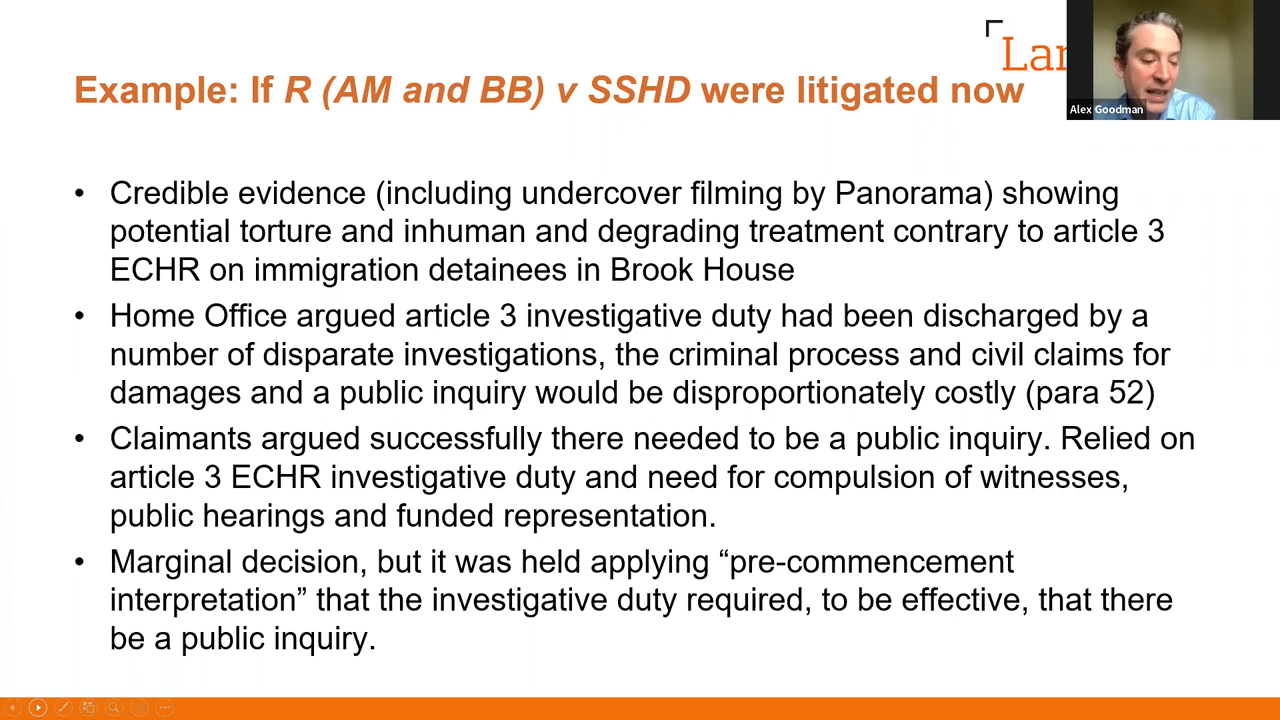 Lan
Alex Goodman
Example: If R (AM and BB) v SSHD were litigated now
• Credible evidence (including undercover filming by Panorama) showing
potential torture and inhuman and degrading treatment contrary to article 3
ECHR on immigration detainees in Brook House
• Home Office argued article 3 investigative duty had been discharged by a
number of disparate investigations, the criminal process and civil claims for
damages and a public inquiry would be disproportionately costly (para 52)
• Claimants argued successfully there needed to be a public inquiry. Relied on
article 3 ECHR investigative duty and need for compulsion of witnesses,
public hearings and funded representation.
• Marginal decision, but it was held applying “pre-commencement
interpretation” that the investigative duty required, to be effective, that there
be a public inquiry.